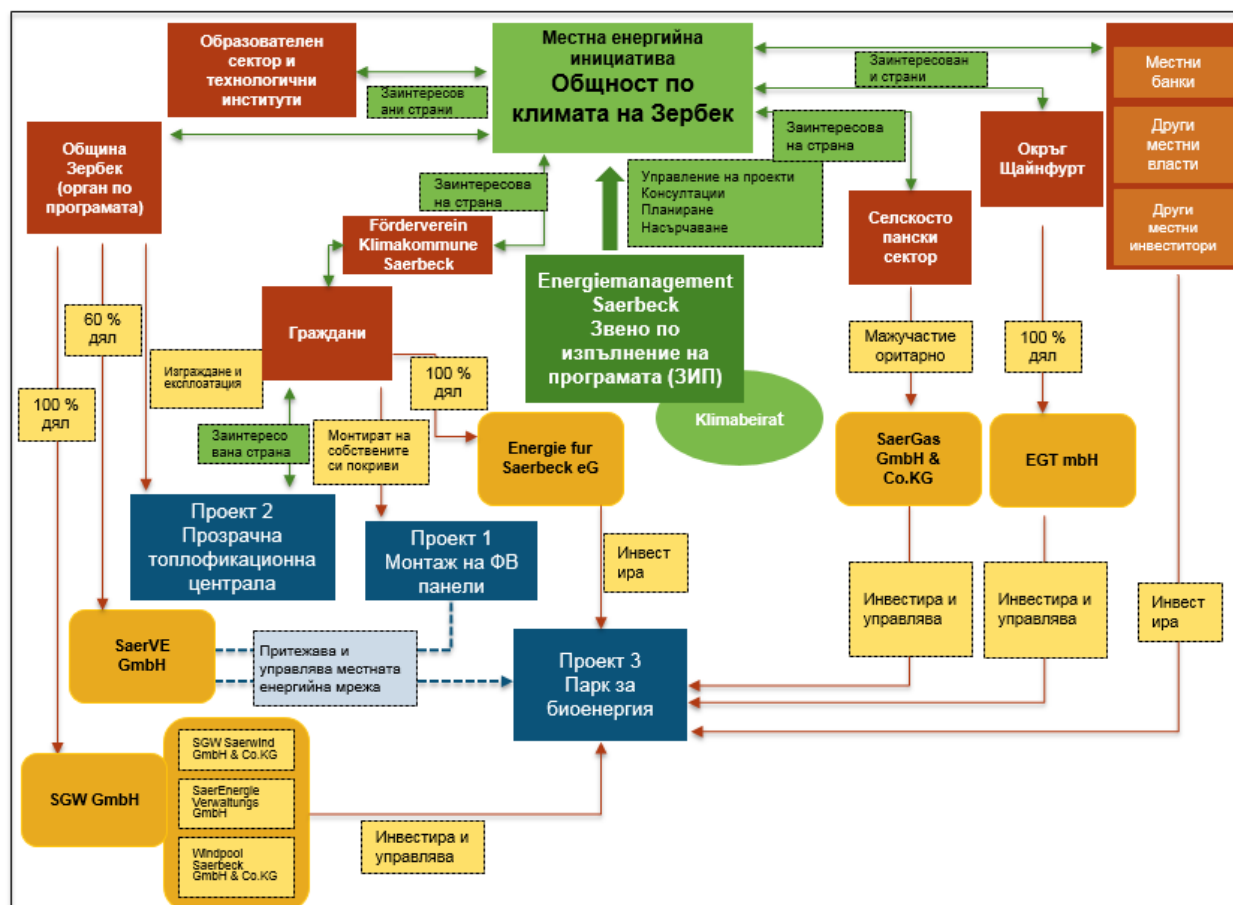 Образователен
сектор и
технологични
институти
Местна енергийна
инициатива
Общност по
климата на Зербек
Заинтересов
ани страни
Заинтересован
и страни
Местни
банки
Други
местни
власти
Други
местни
инвеститори
Община
Зербек
(орган по
програмата)
Заинтересова
на страна
Заинтересова
на страна
Окръг
Щайнфурт
Управление на проекти
Консултации
Планиране
Насърчаване
Förderverein
Klimakommune
Saerbeck
Селскосто
пански
сектор
Energiemanagement
Saerbeck
Звено по
изпълнение на
програмата (ЗИП)
Klimabeirat
Граждани
60 %
дял
Изграждане и
експлоатация
100 %
дял
100 %
дял
Мажучастие
оритарно
100 %
дял
Заинтересо
вана страна
Монтират на
собствените
си покриви
Energie fur
Saerbeck eG
SaerGas
GmbH &
Co.KG
EGT mbH
Проект 2
Прозрачна
топлофикационна
централа
Проект 1
Монтаж на ФВ
панели
Инвест
ира
Инвестира и
управлява
Инвестира и
управлява
Инвест
ира
SaerVE
GmbH
Притежава и
управлява местната
енергийна мрежа
Проект 3
Парк за
биоенергия
SGW GmbH
SGW Saerwind
GmbH & Co.KG
SaerEnergie
Verwaltungs
GmbH
Windpool
Saerbeck
GmbH & Co.KG
Инвестира и
управлява